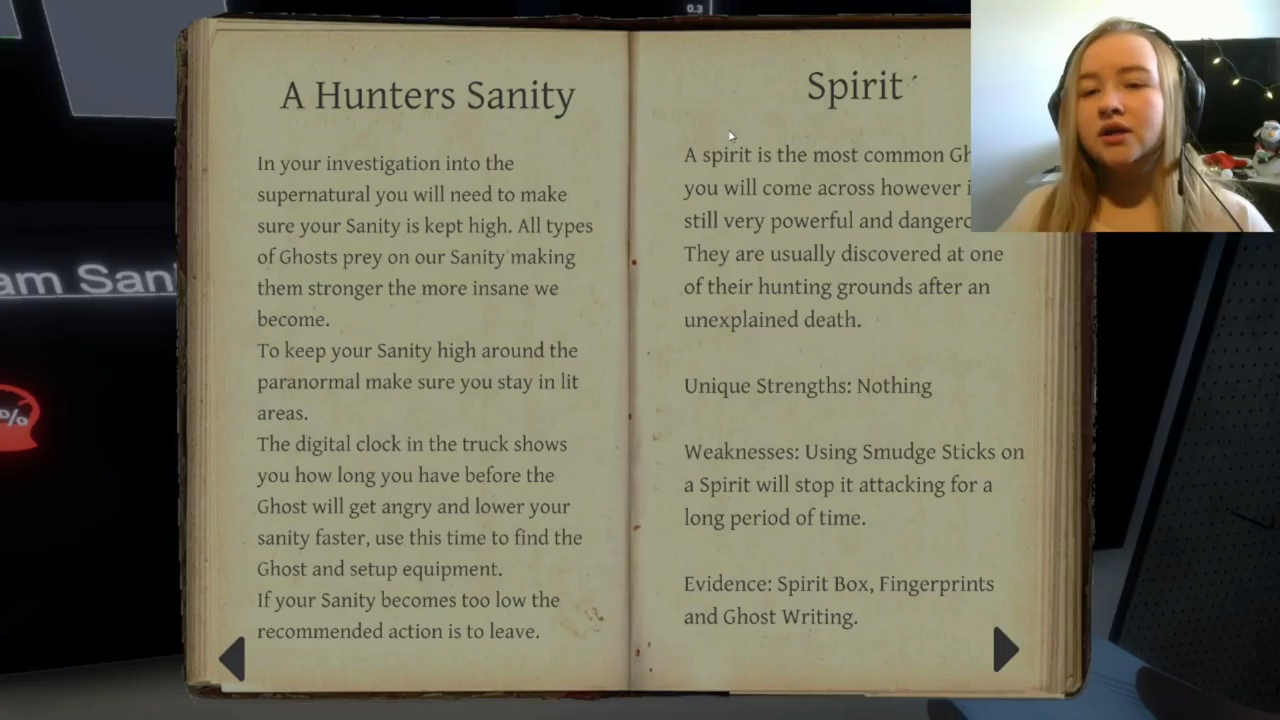 0.3
am San
%
A Hunters Sanity
In your investigation into the
supernatural you will need to make
sure your Sanity is kept high. All types
of Ghosts prey on our Sanity making
them stronger the more insane we
become.
To keep your Sanity high around the
paranormal make sure you stay in lit
areas.
The digital clock in the truck shows
you how long you have before the
Ghost will get angry and lower your
sanity faster, use this time to find the
Ghost and setup equipment.
If your Sanity becomes too low the
recommended action is to leave.
Spirit
A spirit is the most common Gh
you will come across however i
still very powerful and dangero
They are usually discovered at one
of their hunting grounds after an
unexplained death.
Unique Strengths: Nothing
Weaknesses: Using Smudge Sticks on
a Spirit will stop it attacking for a
long period of time.
Evidence: Spirit Box, Fingerprints
and Ghost Writing.